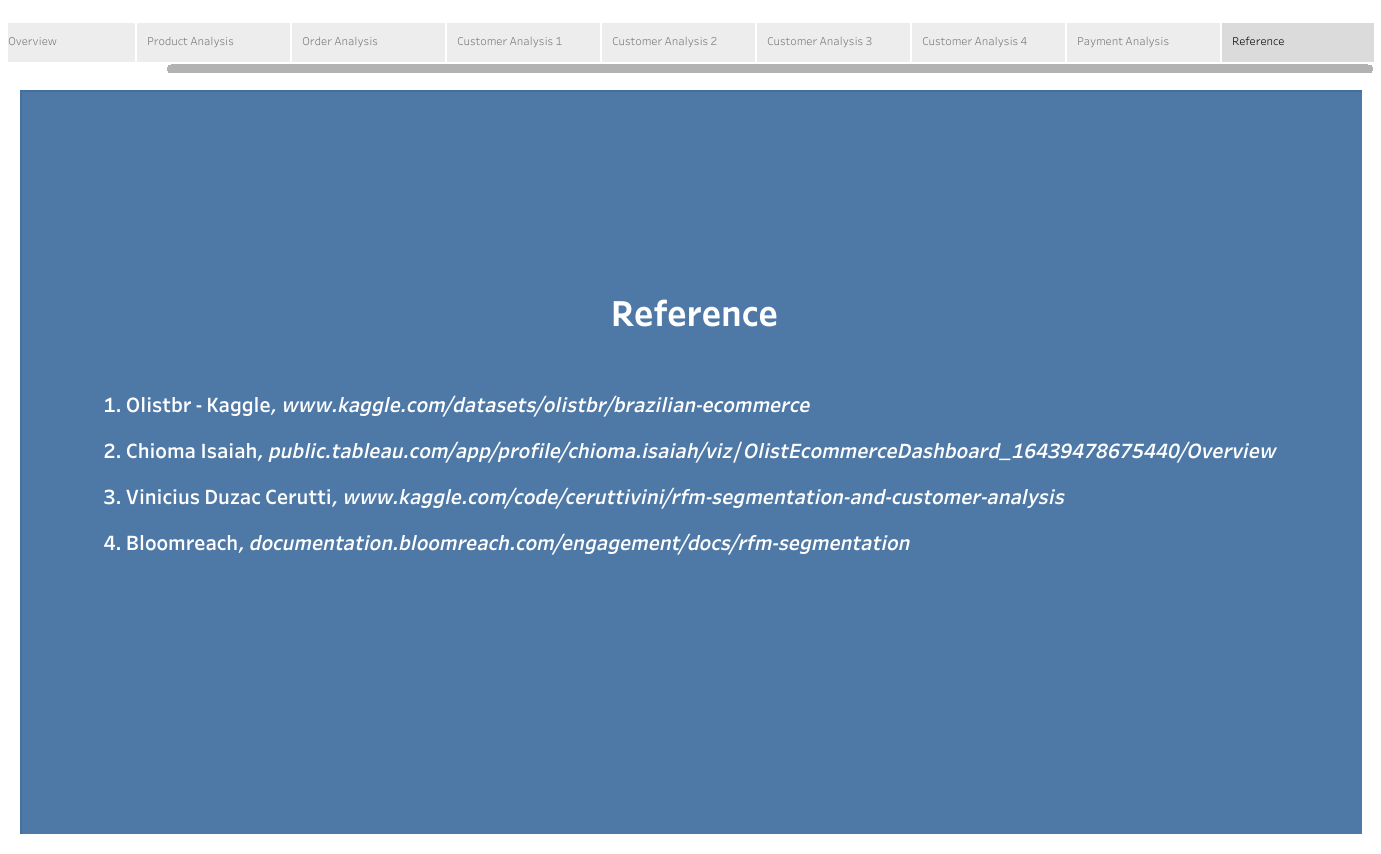 Overview
Product Analysis
Order Analysis
Customer Analysis 1
Customer Analysis 2
Customer Analysis 3
Customer Analysis 4
Payment Analysis
Reference
Reference
1. Olistbr - Kaggle, www.kaggle.com/datasets/olistbr/brazilian-ecommerce
2. Chioma Isaiah, public.tableau.com/app/profile/chioma.isaiah/viz/OlistEcommerceDashboard_16439478675440/Overview
3. Vinicius Duzac Cerutti, www.kaggle.com/code/ceruttivini/rfm-segmentation-and-customer-analysis
4. Bloomreach, documentation.bloomreach.com/engagement/docs/rfm-segmentation